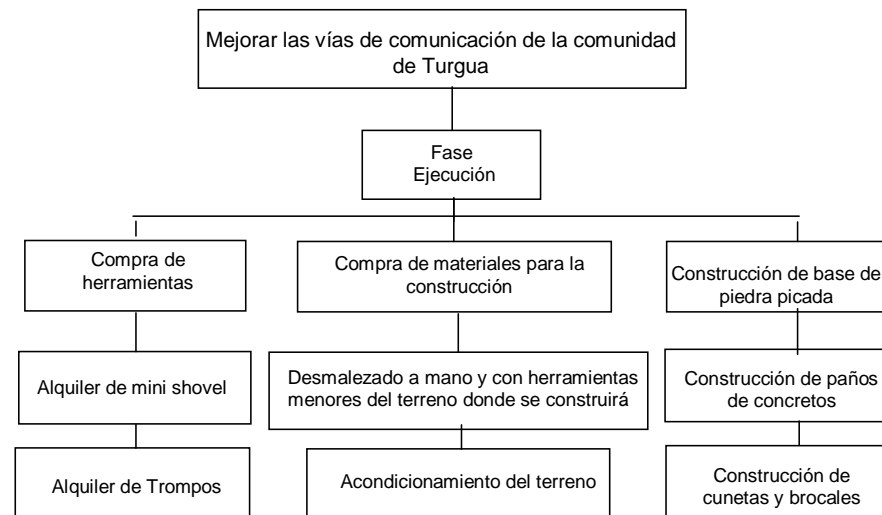 Mejorar las vías de comunicación de la comunidad
de Turgua
Fase
Ejecución
Compra de
herramientas
Compra de materiales para la
construcción
Construcción de base de
piedra picada
Alquiler de mini shovel
Desmalezado a mano y con herramientas
menores del terreno donde se construirá
Construcción de paños
de concretos
Alquiler de Trompos
Acondicionamiento del terreno
Construcción de
cunetas y brocales